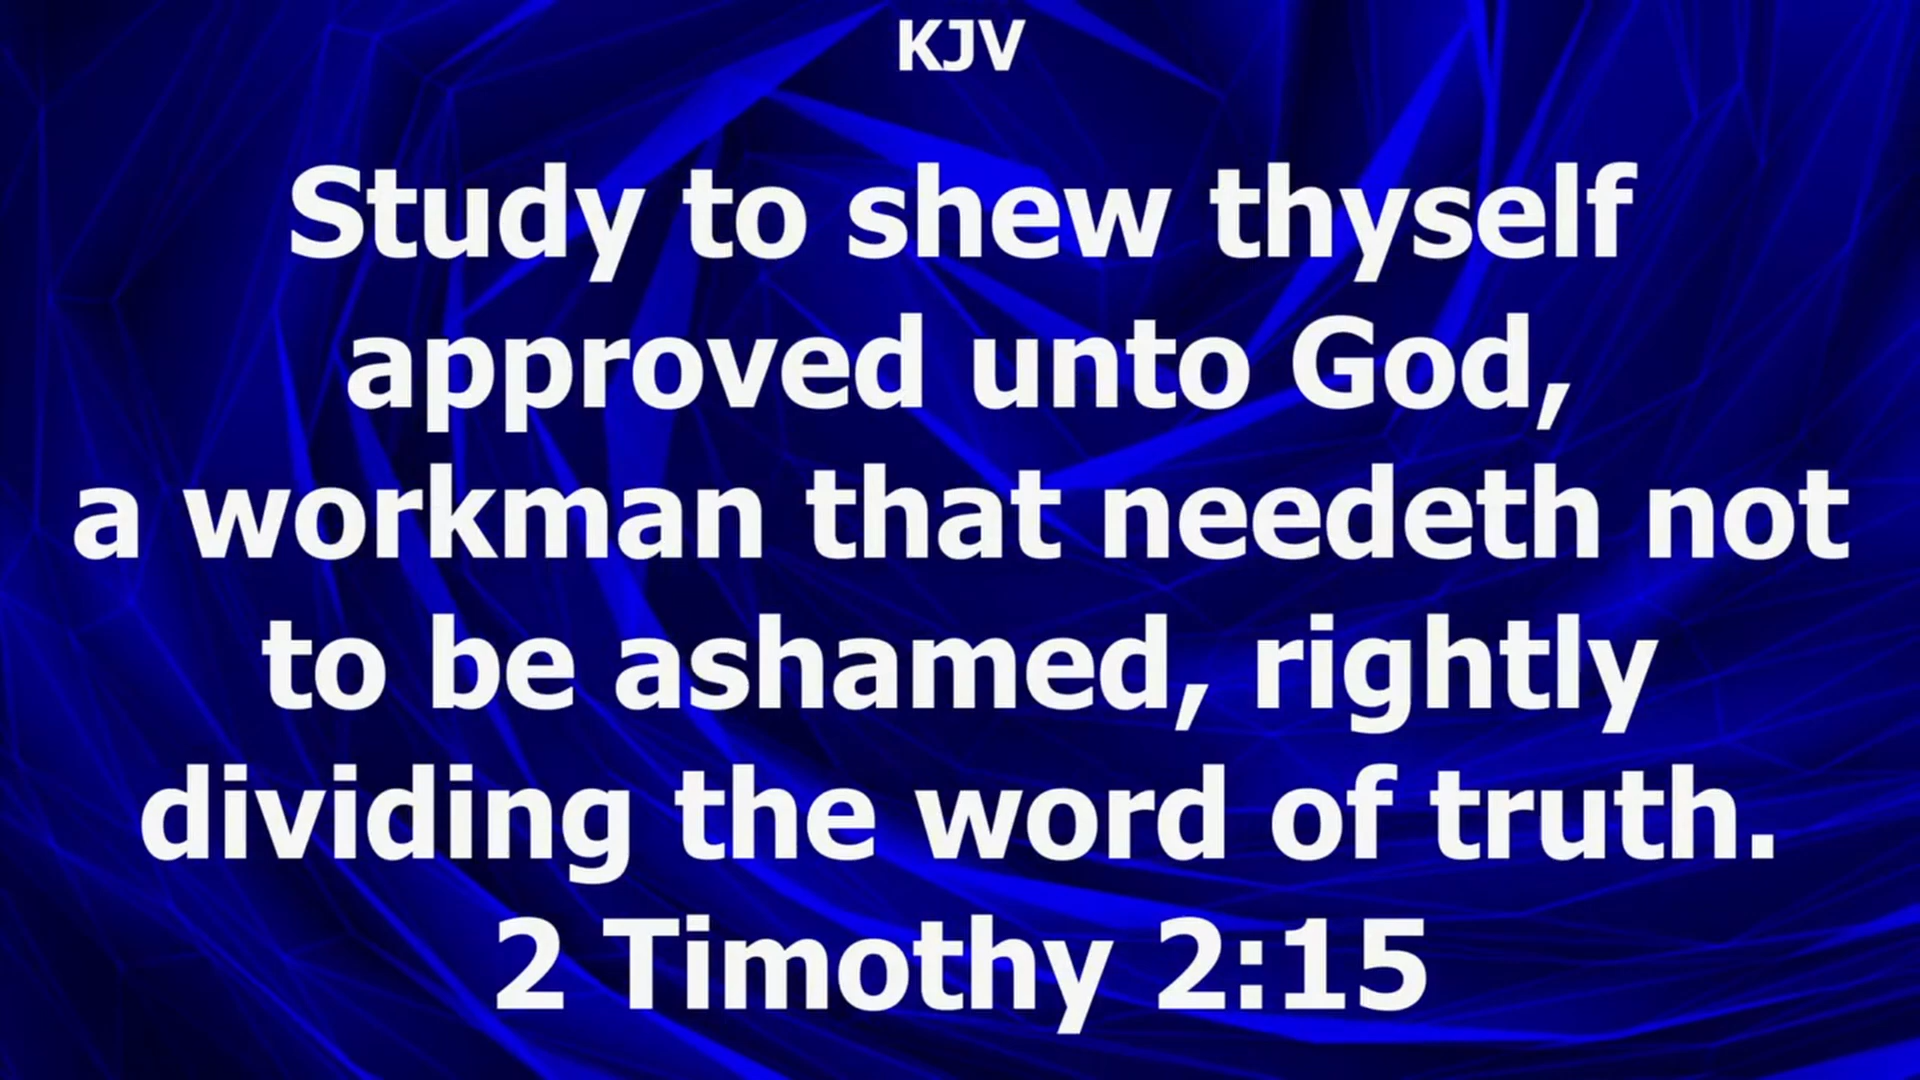 KJV
Study to shew thyself
approved unto God,
a workman that needeth not
to be ashamed, rightly
dividing the word of truth.
2 Timothy 2:15